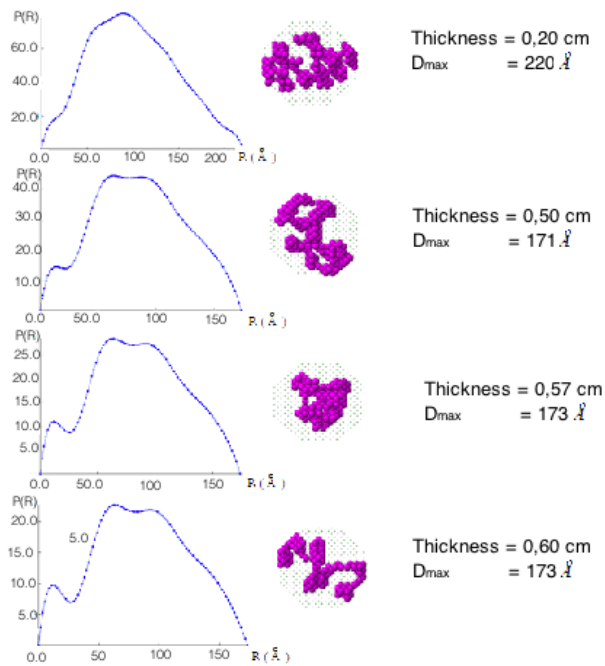 P(R)
60.0
40.0
20.0
0.0 50.0 100 150 200 R (Å)
Thickness = 0,20 cm
Dmax = 220 Å
P(R)
40.0
30.0
20.0
10.0
0.0 50.0 100 150 R (Å)
Thickness = 0,50 cm
Dmax = 171 Å
P(R)
25.0
20.0
15.0
10.0
5.0
0.0 50.0 100 150 R (Å)
Thickness = 0,57 cm
Dmax = 173 Å
P(R)
20.0
15.0
10.0
5.0
5.0
0.0 50 100 150 R (Å)
Thickness = 0,60 cm
Dmax = 173 Å